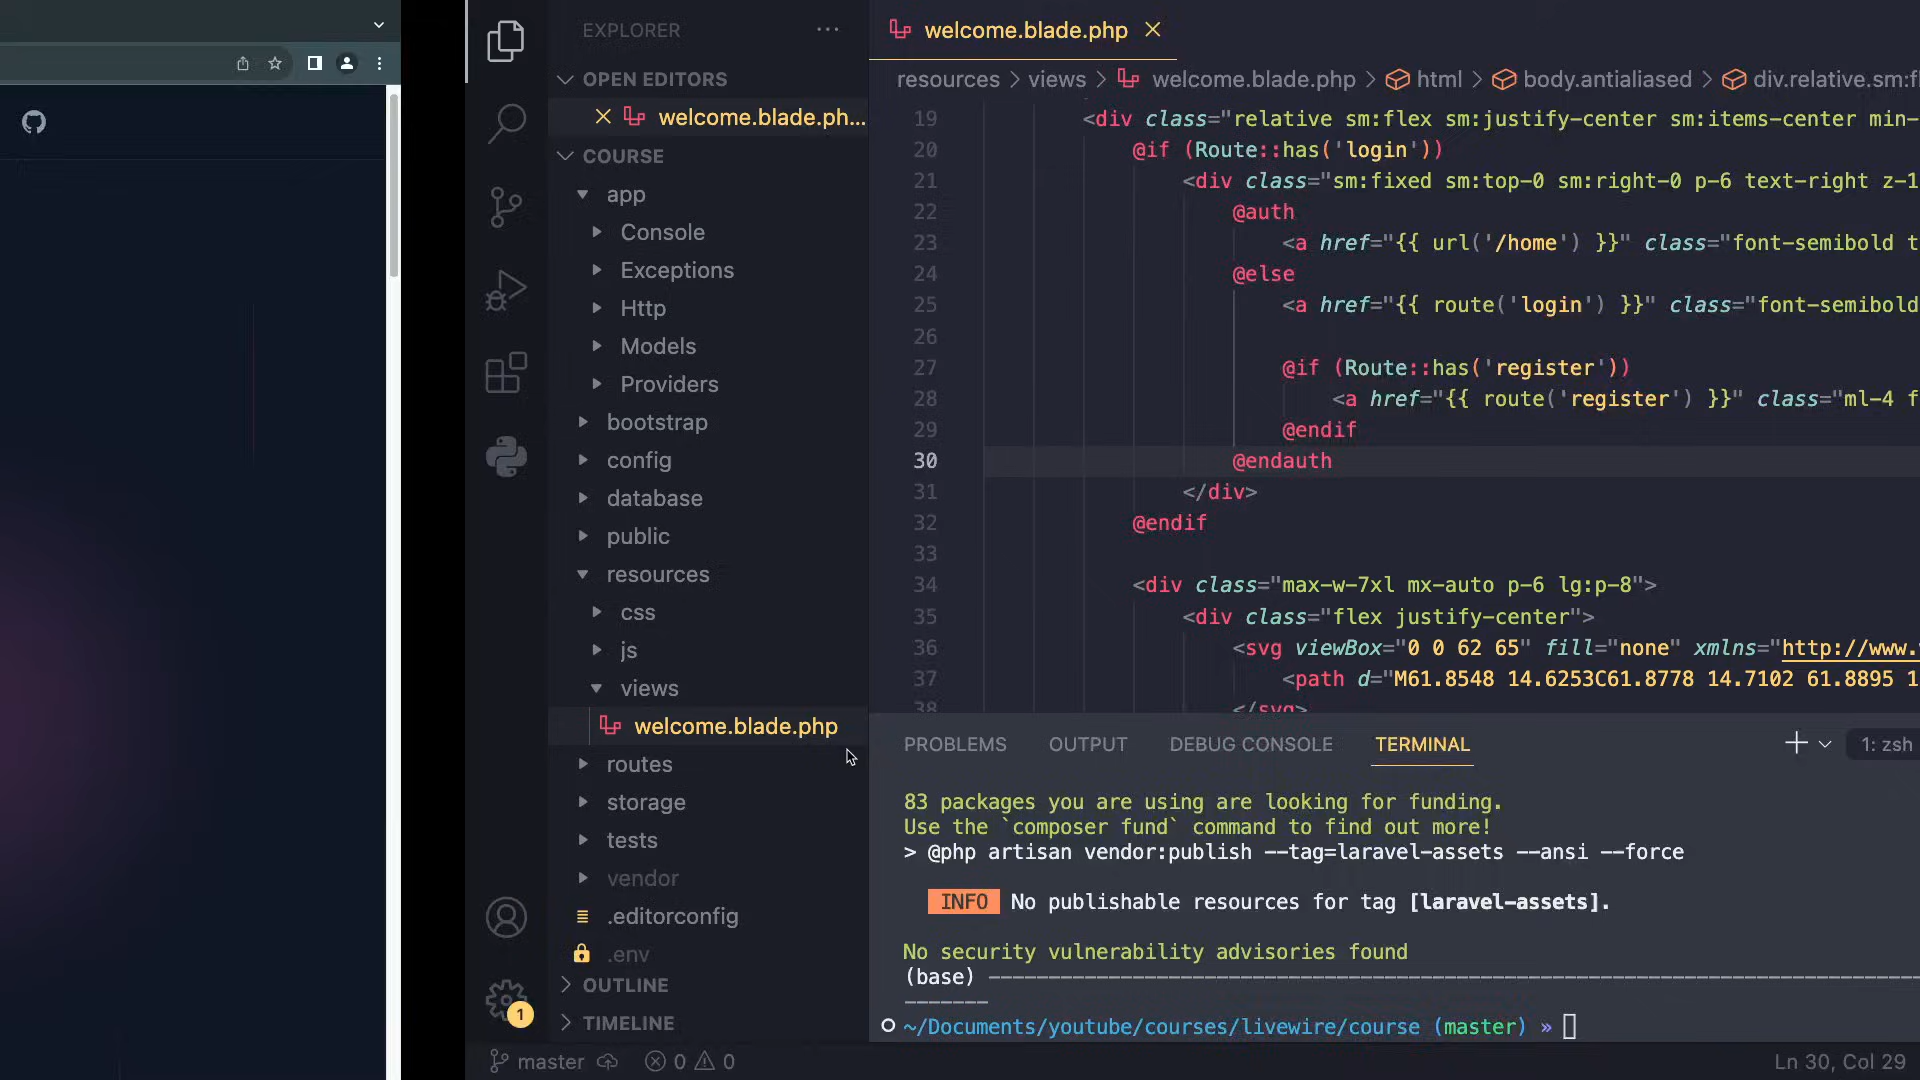 EXPLORER
OPEN EDITORS
welcome.blade.ph...
COURSE
app
Console
Exceptions
Http
Models
Providers
bootstrap
config
database
public
resources
css
js
views
welcome.blade.php
routes
storage
tests
vendor
.editorconfig
.env
OUTLINE
TIMELINE
1
welcome.blade.php
resources > views > welcome.blade.php > html > body.antialiased > div.relative.sm:fl
19 <div class="relative sm:flex sm:justify-center sm:items-center min-
20 @if (Route::has('login'))
21 <div class="sm:fixed sm:top-0 sm:right-0 p-6 text-right z-1
22 @auth
23 <a href="{{ url('/home') }}" class="font-semibold t
24 @else
25 <a href="{{ route('login') }}" class="font-semibold
26
27 @if (Route::has('register'))
28 <a href="{{ route('register') }}" class="ml-4 f
29 @endif
30 @endauth
31 </div>
32 @endif
33
34 <div class="max-w-7xl mx-auto p-6 lg:p-8">
35 <div class="flex justify-center">
36 <svg viewBox="0 0 62 65" fill="none" xmlns="http://www.
37 <path d="M61.8548 14.6253C61.8778 14.7102 61.8895 1
38 </svg>
PROBLEMS OUTPUT DEBUG CONSOLE TERMINAL 1: zsh
83 packages you are using are looking for funding.
Use the `composer fund` command to find out more!
> @php artisan vendor:publish --tag=laravel-assets --ansi --force
INFO No publishable resources for tag [laravel-assets].
No security vulnerability advisories found
(base)
~/Documents/youtube/courses/livewire/course (master) »
master 0 0 Ln 30, Col 29